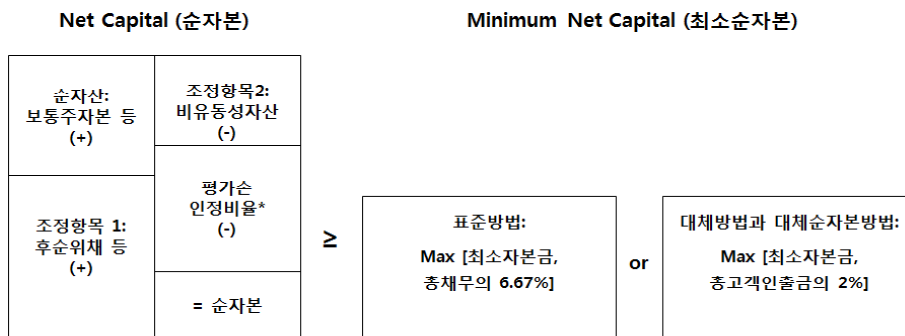 Net Capital (순자본)
Minimum Net Capital (최소순자본)
순자산:
보통주자본 등
(+)
조정항목 1:
후순위채 등
(+)
조정항목2:
비유동성자산
(-)
평가손
인정비율*
(-)
= 순자본
≥
표준방법:
Max [최소자본금,
총채무의 6.67%]
or
대체방법과 대체순자본방법:
Max [최소자본금,
총고객인출금의 2%]